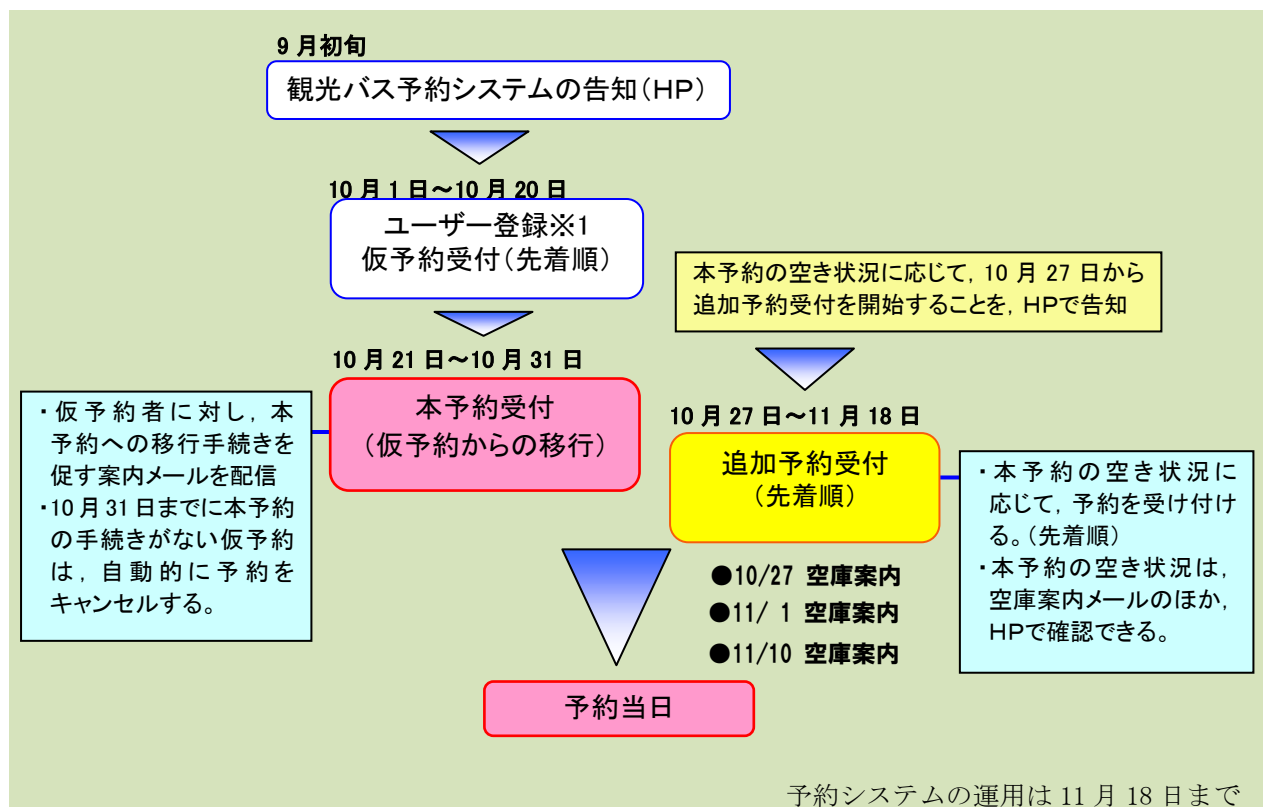 9月初旬
観光バス予約システムの告知(HP)
10月1日～10月20日
ユーザー登録※1
仮予約受付(先着順)
10月21日～10月31日
本予約受付
(仮予約からの移行)
・仮予約者に対し，本
予約への移行手続きを
促す案内メールを配信
・10月31日までに本予約
の手続きがない仮予約
は，自動的に予約を
キャンセルする。
本予約の空き状況に応じて，10月27日から
追加予約受付を開始することを，HPで告知
10月27日～11月18日
追加予約受付
(先着順)
・本予約の空き状況に
応じて，予約を受け付け
る。(先着順)
・本予約の空き状況は，
空庫案内メールのほか，
HPで確認できる。
●10/27 空庫案内
●11/ 1 空庫案内
●11/10 空庫案内
予約当日
予約システムの運用は11月18日まで